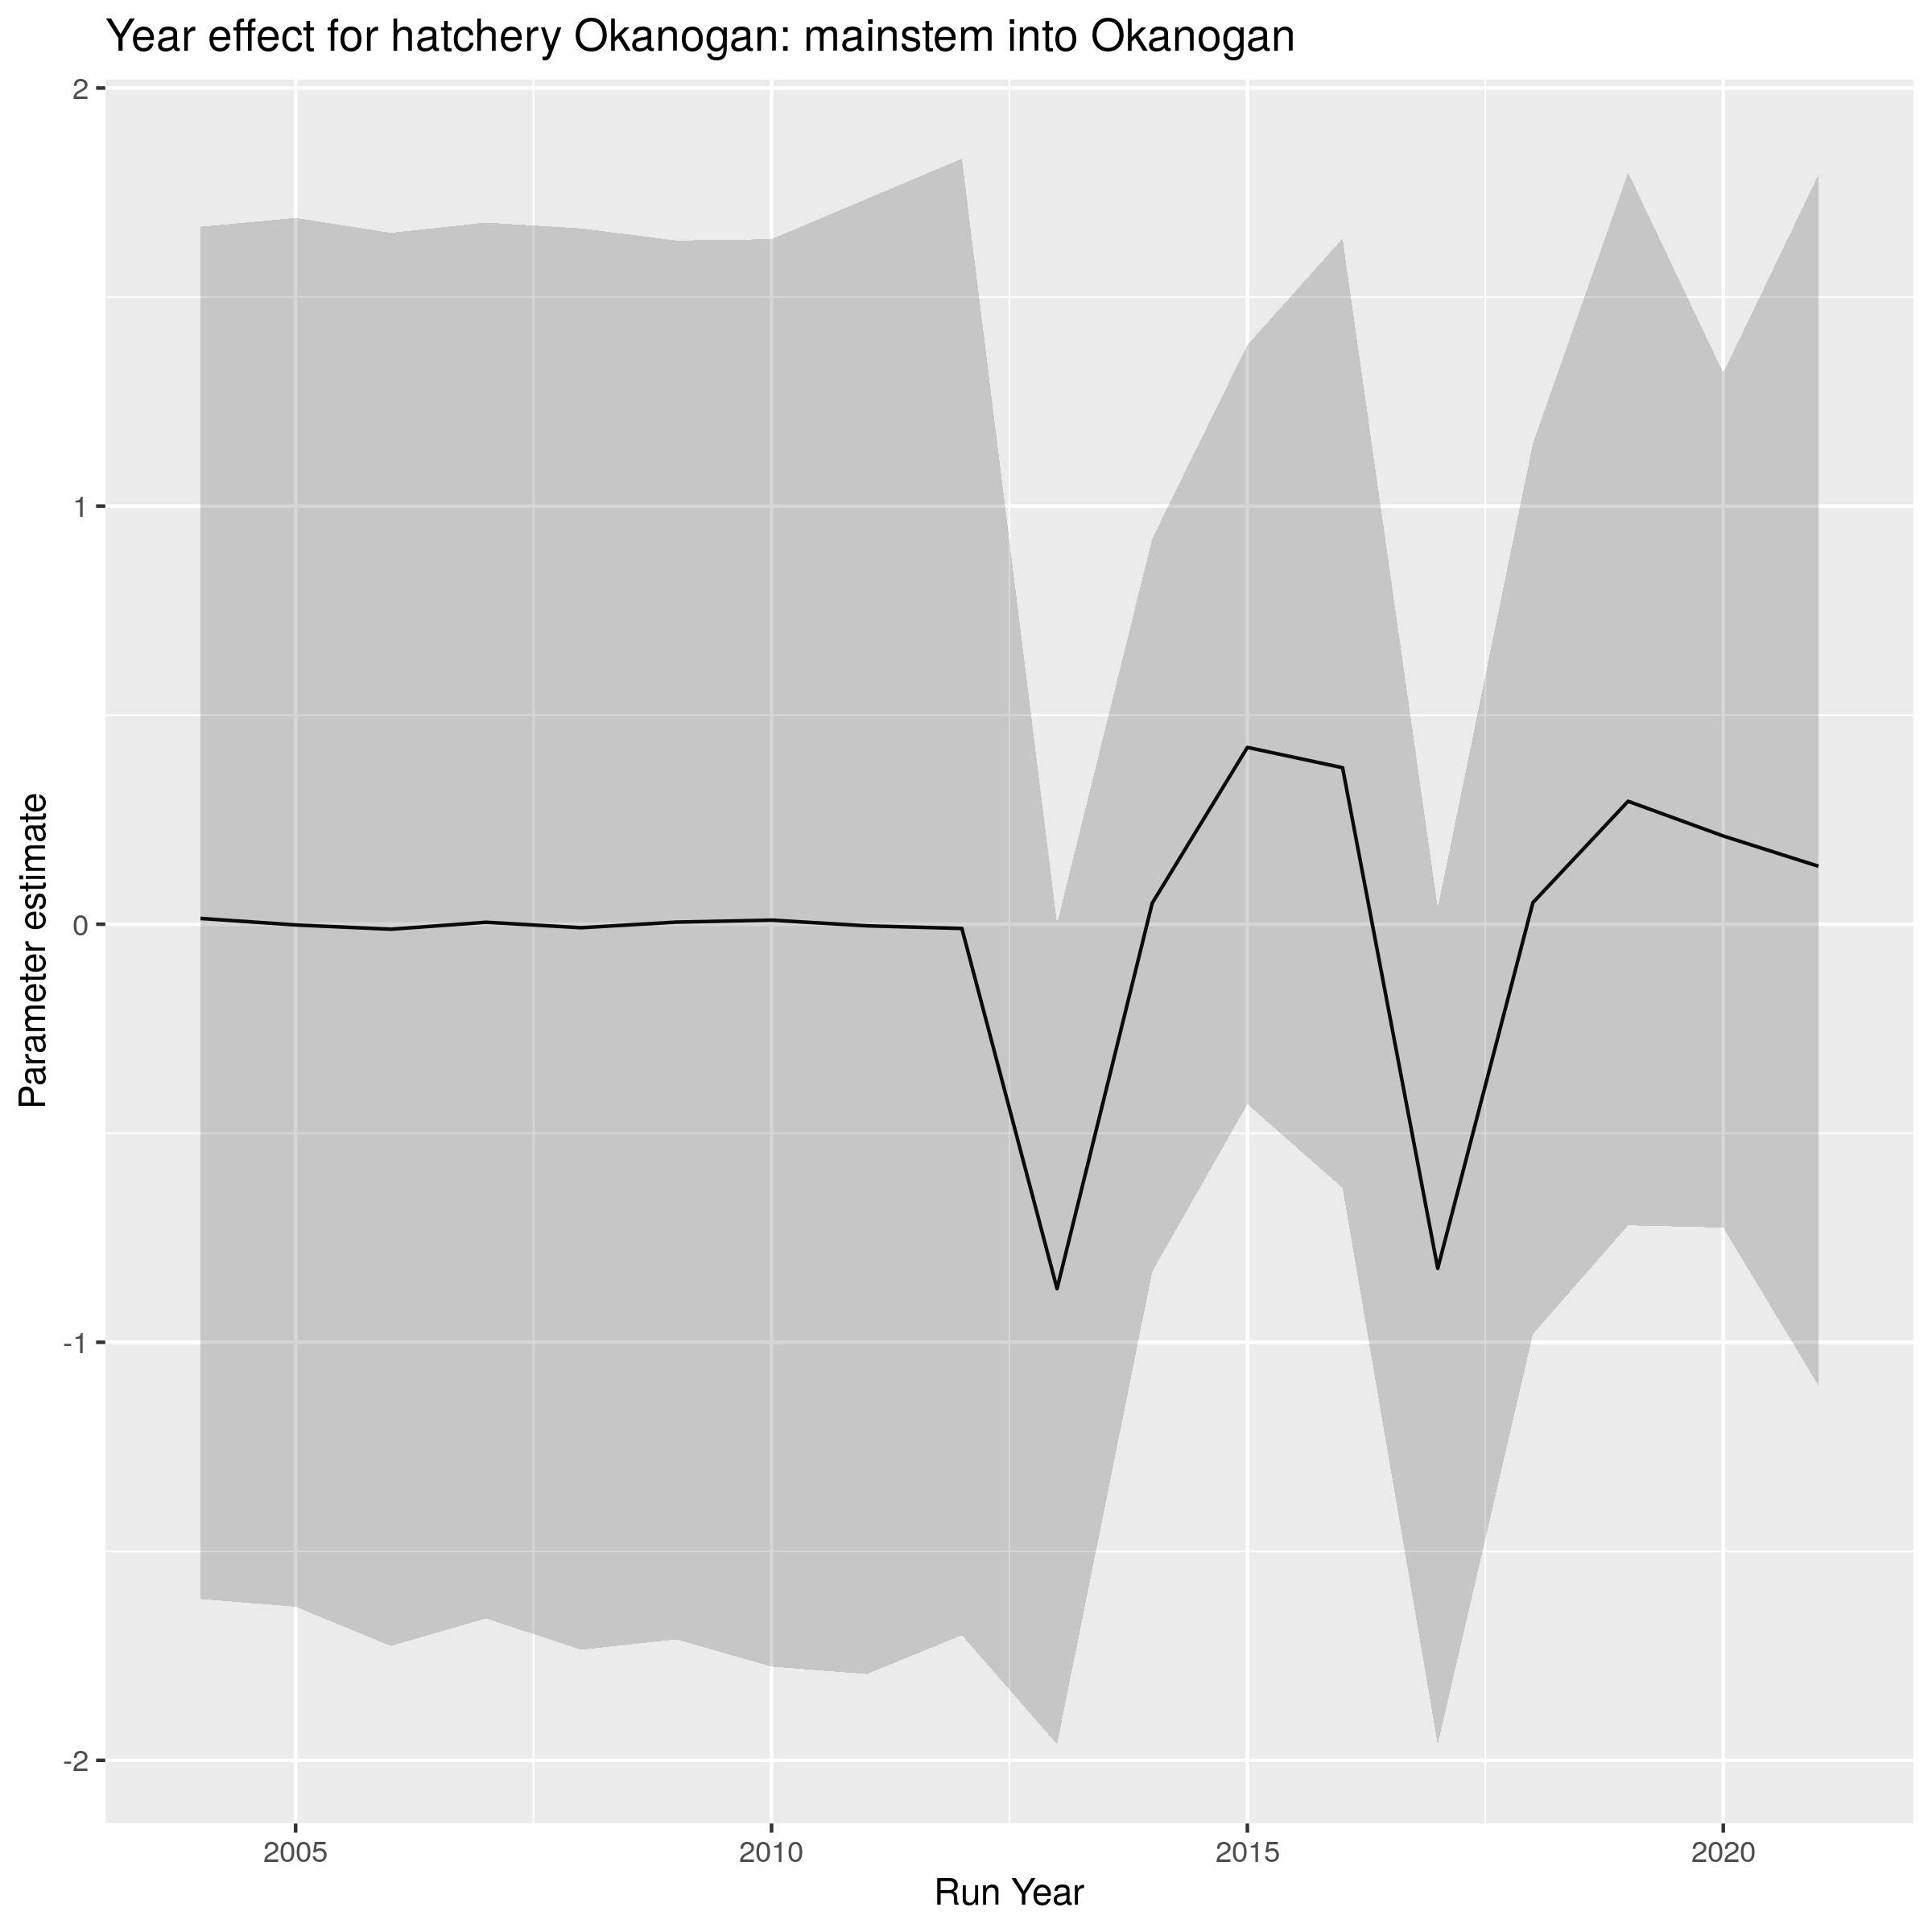 Year effect for hatchery Okanogan: mainstem into Okanogan
2
1
0
-1
-2
Parameter estimate
2005 2010 2015 2020
Run Year